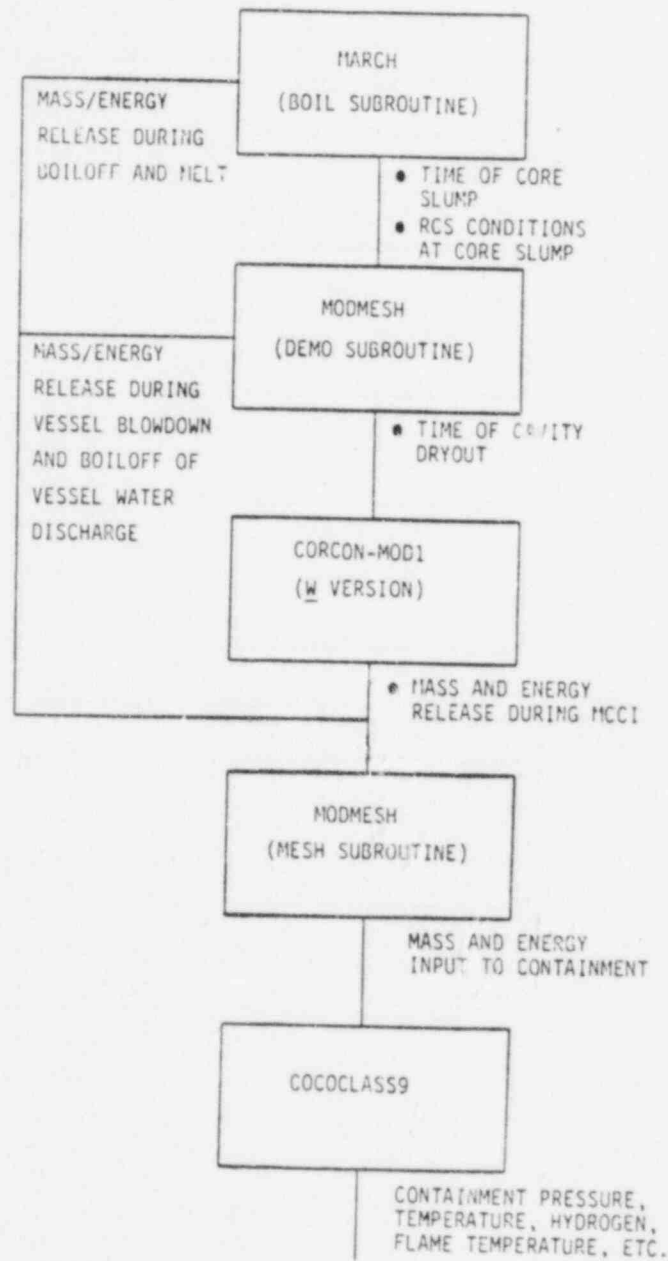 MARCH
(BOIL SUBROUTINE)
MASS/ENERGY
RELEASE DURING
BOILOFF AND MELT
• TIME OF CORE
SLUMP
• RCS CONDITIONS
AT CORE SLUMP
MODMESH
(DEMO SUBROUTINE)
MASS/ENERGY
RELEASE DURING
VESSEL BLOWDOWN
AND BOILOFF OF
VESSEL WATER
DISCHARGE
• TIME OF CAVITY
DRYOUT
CORCON-MOD1
(W VERSION)
• MASS AND ENERGY
RELEASE DURING MCCI
MODMESH
(MESH SUBROUTINE)
MASS AND ENERGY
INPUT TO CONTAINMENT
COCOCLASS9
CONTAINMENT PRESSURE,
TEMPERATURE, HYDROGEN,
FLAME TEMPERATURE, ETC.